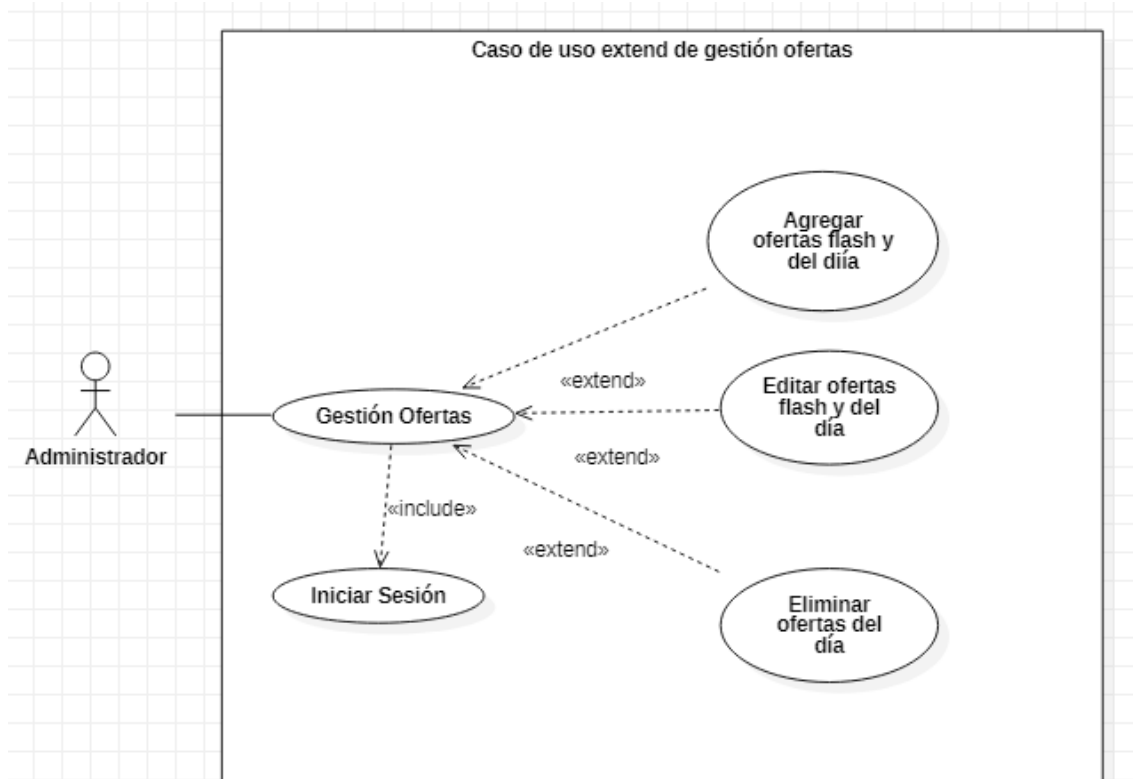 Caso de uso extend de gestión ofertas
Agregar
ofertas flash y
del diía
«extend»
Editar ofertas
flash y del
día
Gestión Ofertas
Administrador
«extend»
«include»
«extend»
Iniciar Sesión
Eliminar
ofertas del
día